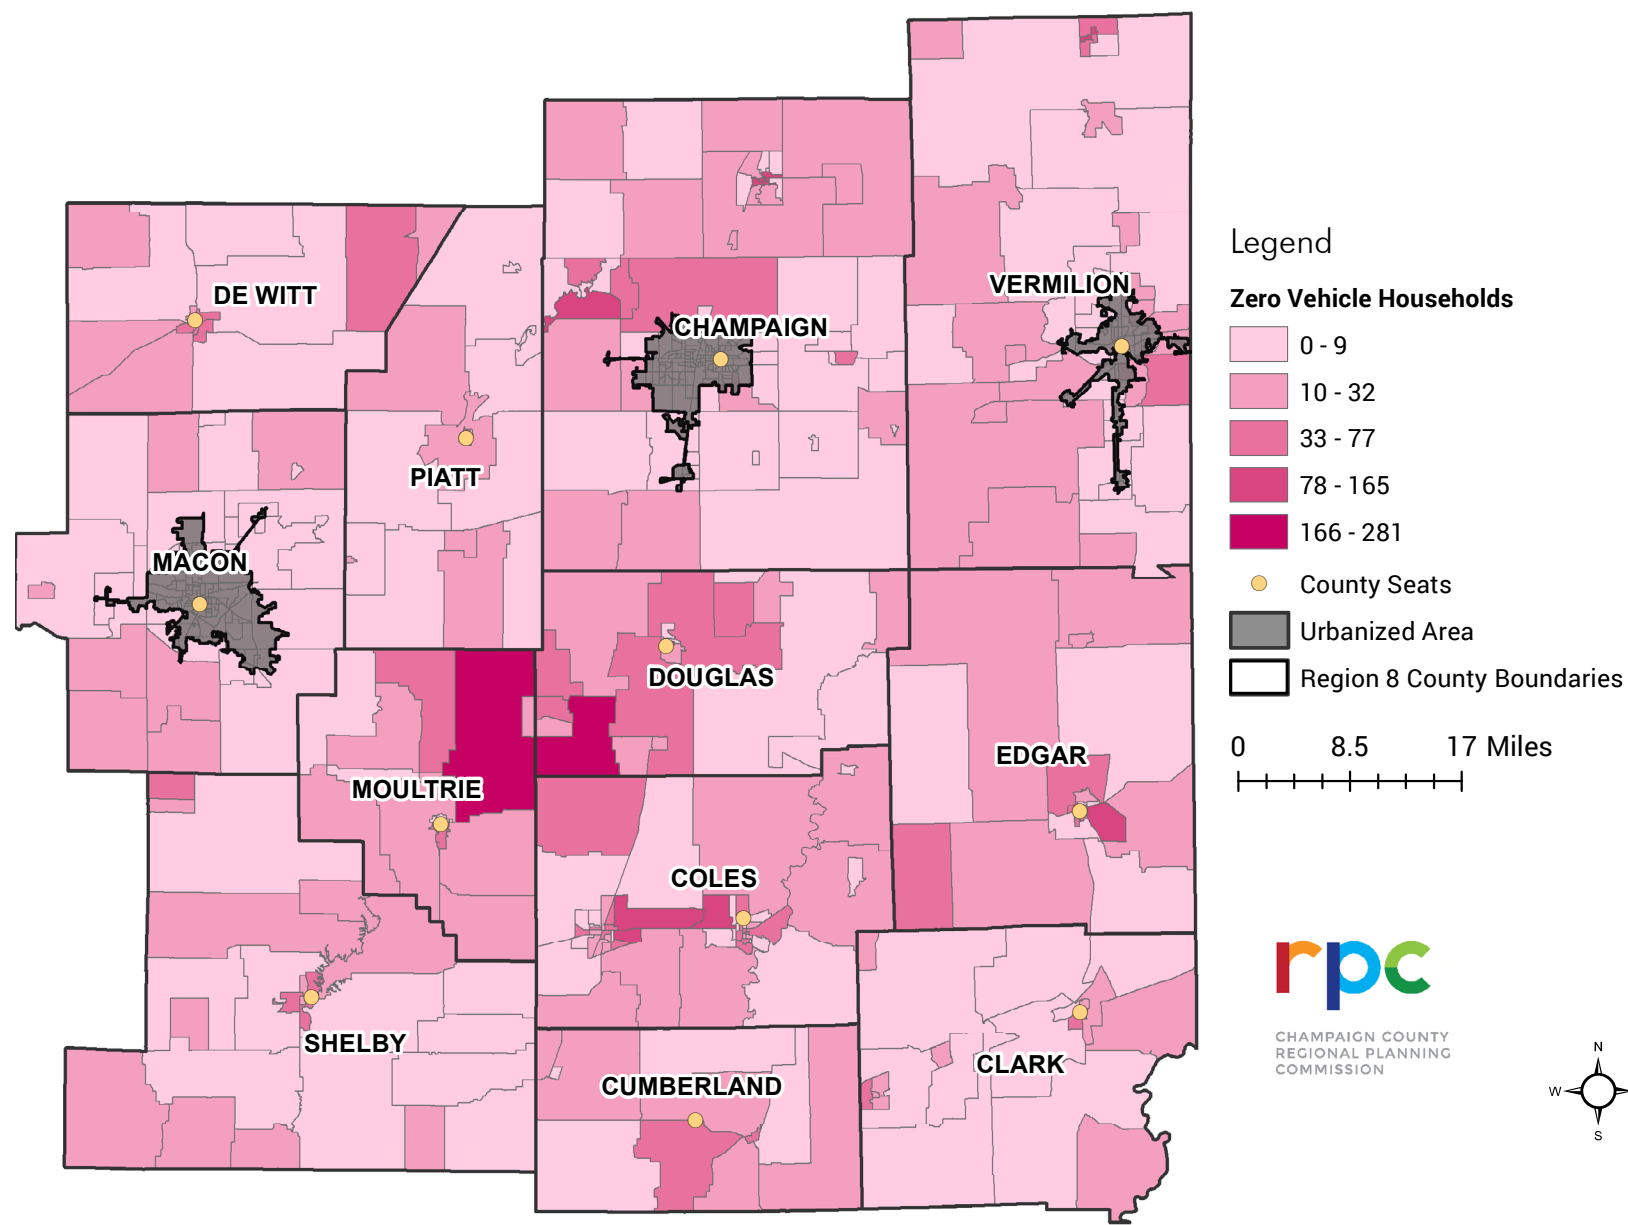 DE WITT
CHAMPAIGN
VERMILION
PIATT
MACON
DOUGLAS
MOULTRIE
EDGAR
COLES
SHELBY
CUMBERLAND
CLARK
Legend
Zero Vehicle Households
0 - 9
10 - 32
33 - 77
78 - 165
166 - 281
County Seats
Urbanized Area
Region 8 County Boundaries
0 8.5 17 Miles
rpc
CHAMPAIGN COUNTY
REGIONAL PLANNING
COMMISSION
N
W
S